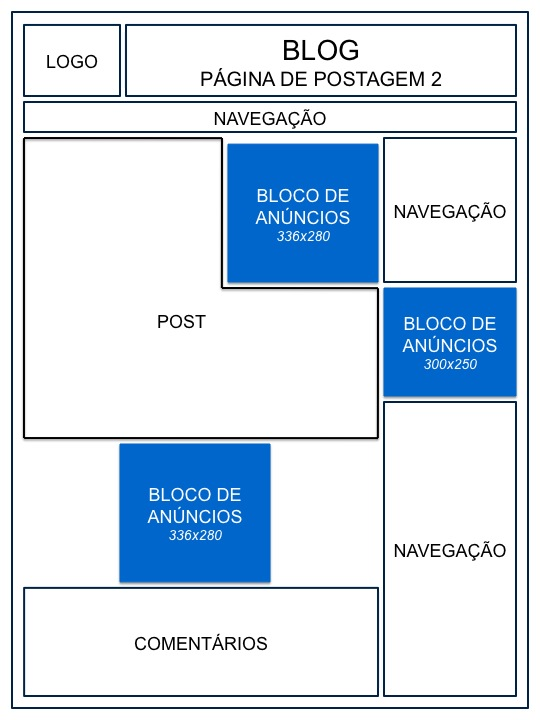 LOGO
BLOG
PÁGINA DE POSTAGEM 2
NAVEGAÇÃO
BLOCO DE
ANÚNCIOS
336x280
NAVEGAÇÃO
POST
BLOCO DE
ANÚNCIOS
300x250
BLOCO DE
ANÚNCIOS
336x280
NAVEGAÇÃO
COMENTÁRIOS